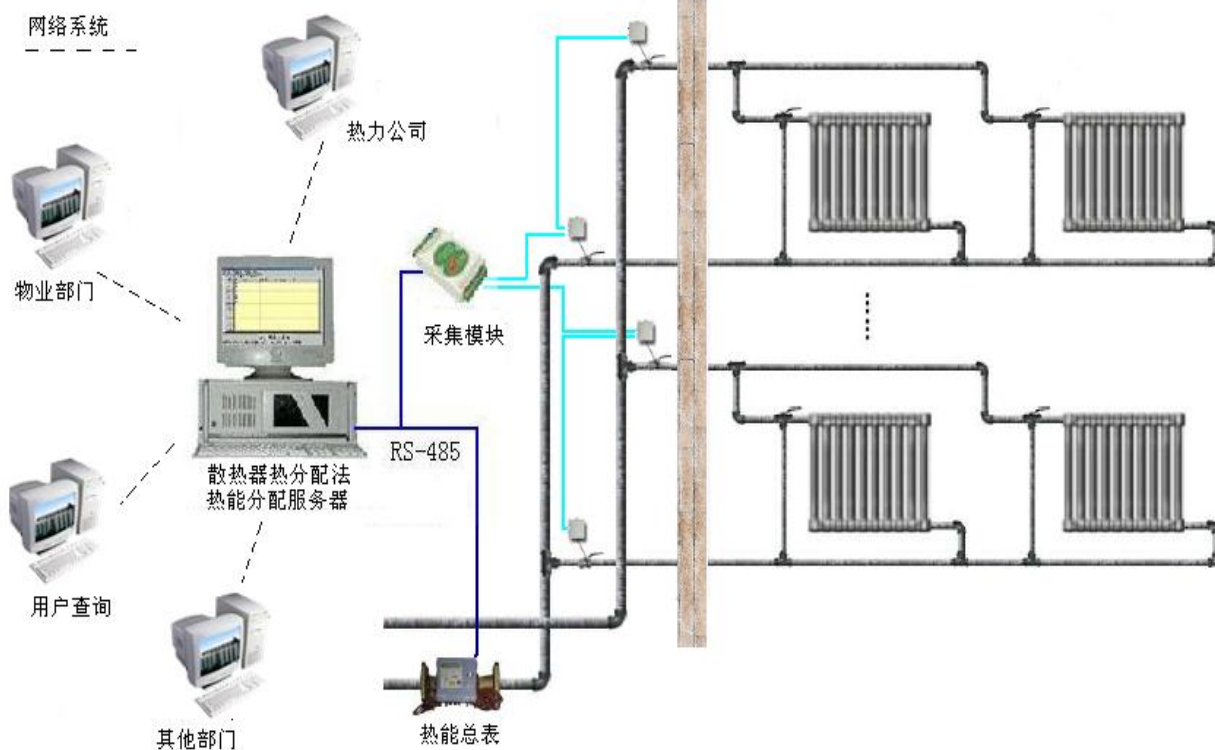 网络系统
热力公司
物业部门
采集模块
RS-485
散热器热分配法
热能分配服务器
用户查询
其他部门
热能总表